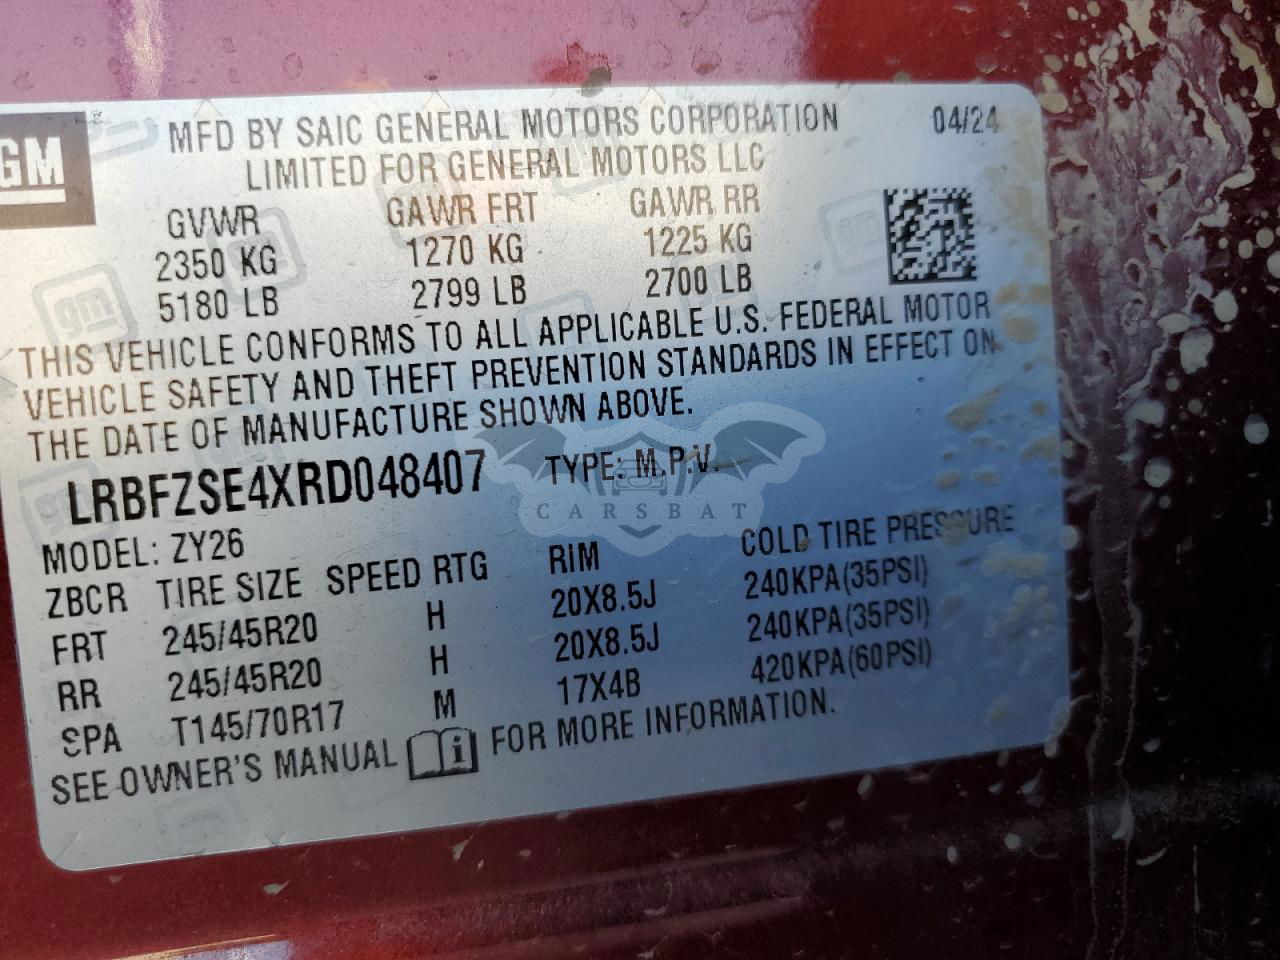 GM
MFD BY SAIC GENERAL MOTORS CORPORATION 04/24
LIMITED FOR GENERAL MOTORS LLC
GVWR GAWR FRT GAWR RR
2350 KG 1270 KG 1225 KG
5180 LB 2799 LB 2700 LB
THIS VEHICLE CONFORMS TO ALL APPLICABLE U.S. FEDERAL MOTOR
VEHICLE SAFETY AND THEFT PREVENTION STANDARDS IN EFFECT ON
THE DATE OF MANUFACTURE SHOWN ABOVE.
LRBFZSE4XRD048407 TYPE: M.P.V.
CARSBAT
MODEL: ZY26
ZBCR TIRE SIZE SPEED RTG RIM COLD TIRE PRESSURE
FRT 245/45R20 H 20X8.5J 240KPA(35PSI)
RR 245/45R20 H 20X8.5J 240KPA(35PSI)
SPA T145/70R17 M 17X4B 420KPA(60PSI)
SEE OWNER'S MANUAL i FOR MORE INFORMATION.